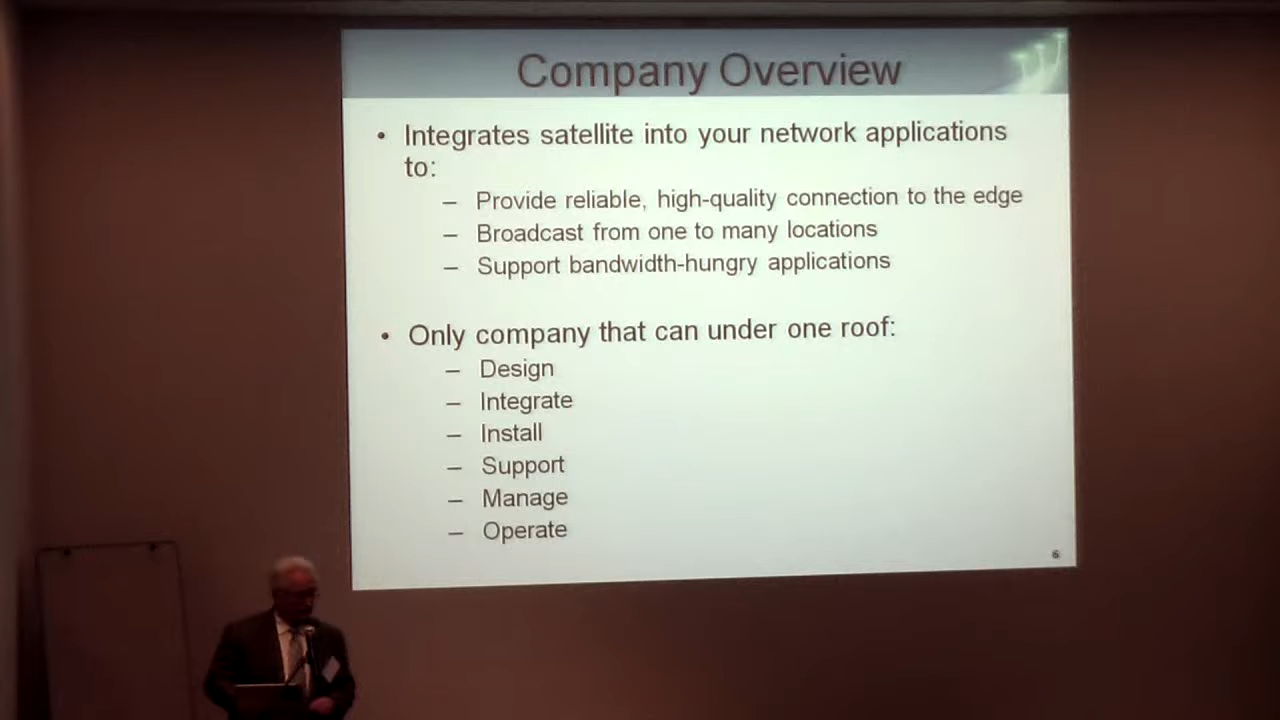 Company Overview
• Integrates satellite into your network applications
to:
– Provide reliable, high-quality connection to the edge
– Broadcast from one to many locations
– Support bandwidth-hungry applications
• Only company that can under one roof:
– Design
– Integrate
– Install
– Support
– Manage
– Operate
6